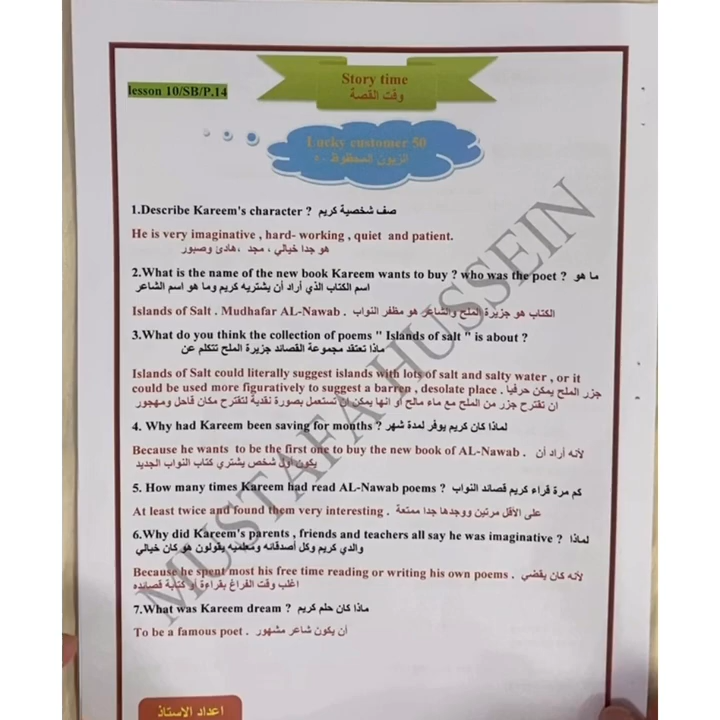 lesson 10/SB/P.14
Story time
وقت القصة
Lucky customer 50
الزبون المحظوظ ٥٠
1.Describe Kareem's character ? صف شخصية كريم
He is very imaginative , hard- working , quiet and patient.
هو جدا خيالي ، مجد ،هادئ وصبور
2.What is the name of the new book Kareem wants to buy ? who was the poet ? ما هو
اسم الكتاب الذي أراد أن يشتريه كريم وما هو اسم الشاعر
Islands of Salt . Mudhafar AL-Nawab . الكتاب هو جزيرة الملح والشاعر هو مظفر النواب
3.What do you think the collection of poems " Islands of salt " is about ?
ماذا تعتقد مجموعة القصائد جزيرة الملح تتكلم عن
Islands of Salt could literally suggest islands with lots of salt and salty water , or it
could be used more figuratively to suggest a barren , desolate place . جزر الملح يمكن حرفيا
ان تقترح جزر من الملح مع ماء مالح او انها يمكن ان تستعمل بصورة نقدية لتقترح مكان قاحل ومهجور
4. Why had Kareem been saving for months ? لماذا كان كريم يوفر لمدة شهر
Because he wants to be the first one to buy the new book of AL-Nawab . لأنه أراد أن
يكون أول شخص يشتري كتاب النواب الجديد
5. How many times Kareem had read AL-Nawab poems ? كم مرة قراء كريم قصائد النواب
At least twice and found them very interesting . على الأقل مرتين ووجدها جدا ممتعة
6.Why did Kareem's parents , friends and teachers all say he was imaginative ? لماذا
والدي كريم وكل أصدقائه ومعلميه يقولون هو كان خيالي
Because he spent most his free time reading or writing his own poems . لأنه كان يقضي
اغلب وقت الفراغ بقراءة أو كتابة قصائده
7.What was Kareem dream ? ماذا كان حلم كريم
To be a famous poet . أن يكون شاعر مشهور
اعداد الاستاذ
MUSTAFA HUSSEIN